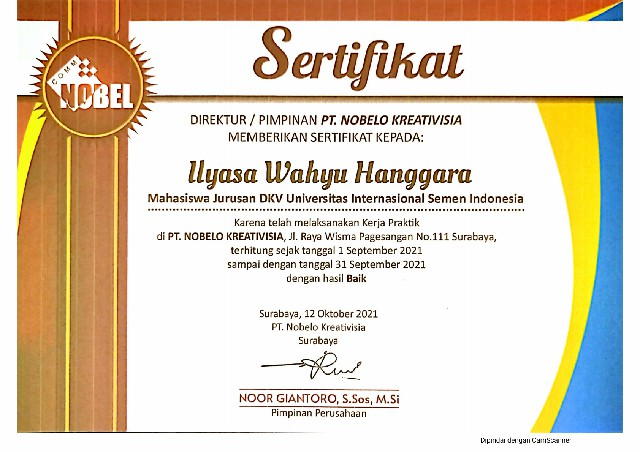 Sertifikat
COMM
NOBEL
DIREKTUR / PIMPINAN PT. NOBELO KREATIVISIA
MEMBERIKAN SERTIFIKAT KEPADA:
Ilyasa Wahyu Hanggara
Mahasiswa Jurusan DKV Universitas Internasional Semen Indonesia
Karena telah melaksanakan Kerja Praktik
di PT. NOBELO KREATIVISIA, Jl. Raya Wisma Pagesangan No.111 Surabaya,
terhitung sejak tanggal 1 September 2021
sampai dengan tanggal 31 September 2021
dengan hasil Baik
Surabaya, 12 Oktober 2021
PT. Nobelo Kreativisia
Surabaya
NOOR GIANTORO, S.Sos, M.Si
Pimpinan Perusahaan
Dipindai dengan CamScanner